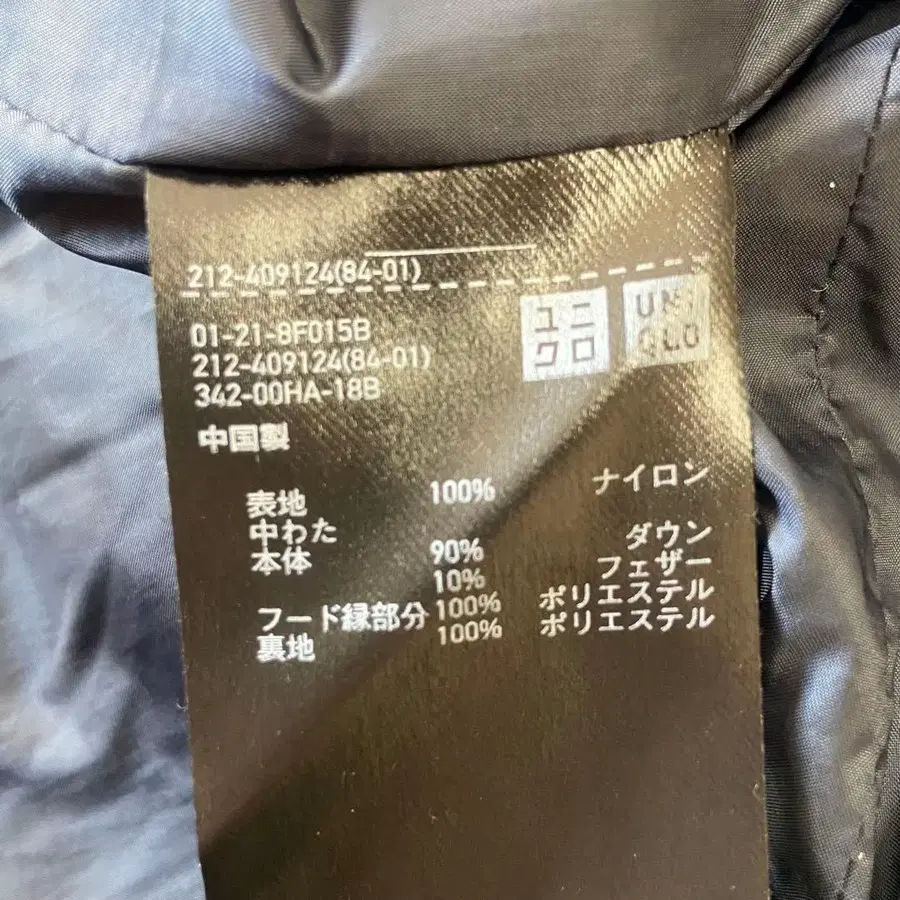 212-409124(84-01)
ユニ
クロ
UNI
QLO
01-21-8F015B
212-409124(84-01)
342-00HA-18B
中国製
表地 100% ナイロン
中わた
本体 90% ダウン
10% フェザー
フード縁部分 100% ポリエステル
裏地 100% ポリエステル